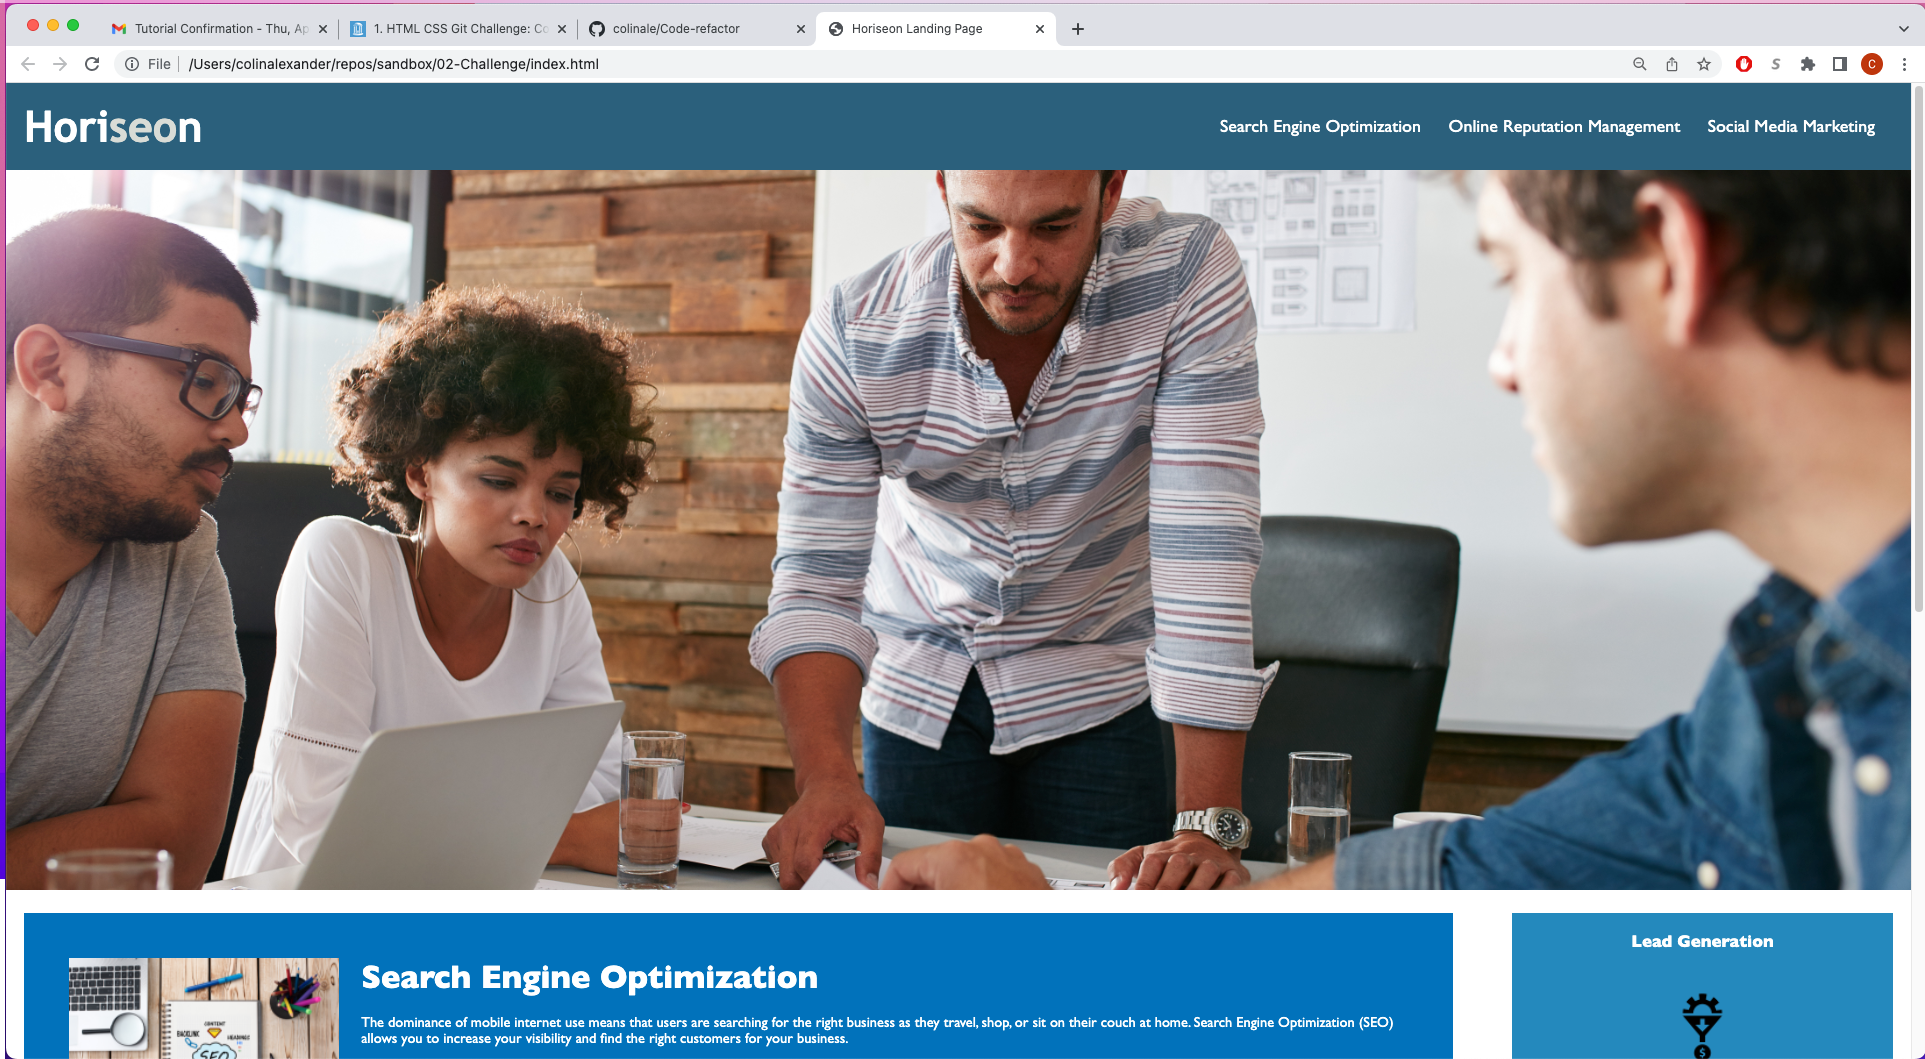 Tutorial Confirmation - Thu, Ap
1. HTML CSS Git Challenge: Co
colinale/Code-refactor
Horiseon Landing Page
File
/Users/colinalexander/repos/sandbox/02-Challenge/index.html
S
C
Horiseon
Search Engine Optimization
Online Reputation Management
Social Media Marketing
Search Engine Optimization
The dominance of mobile internet use means that users are searching for the right business as they travel, shop, or sit on their couch at home. Search Engine Optimization (SEO)
allows you to increase your visibility and find the right customers for your business.
CONTENT
BACKLINK
HEADINGS
SEO
Lead Generation
$